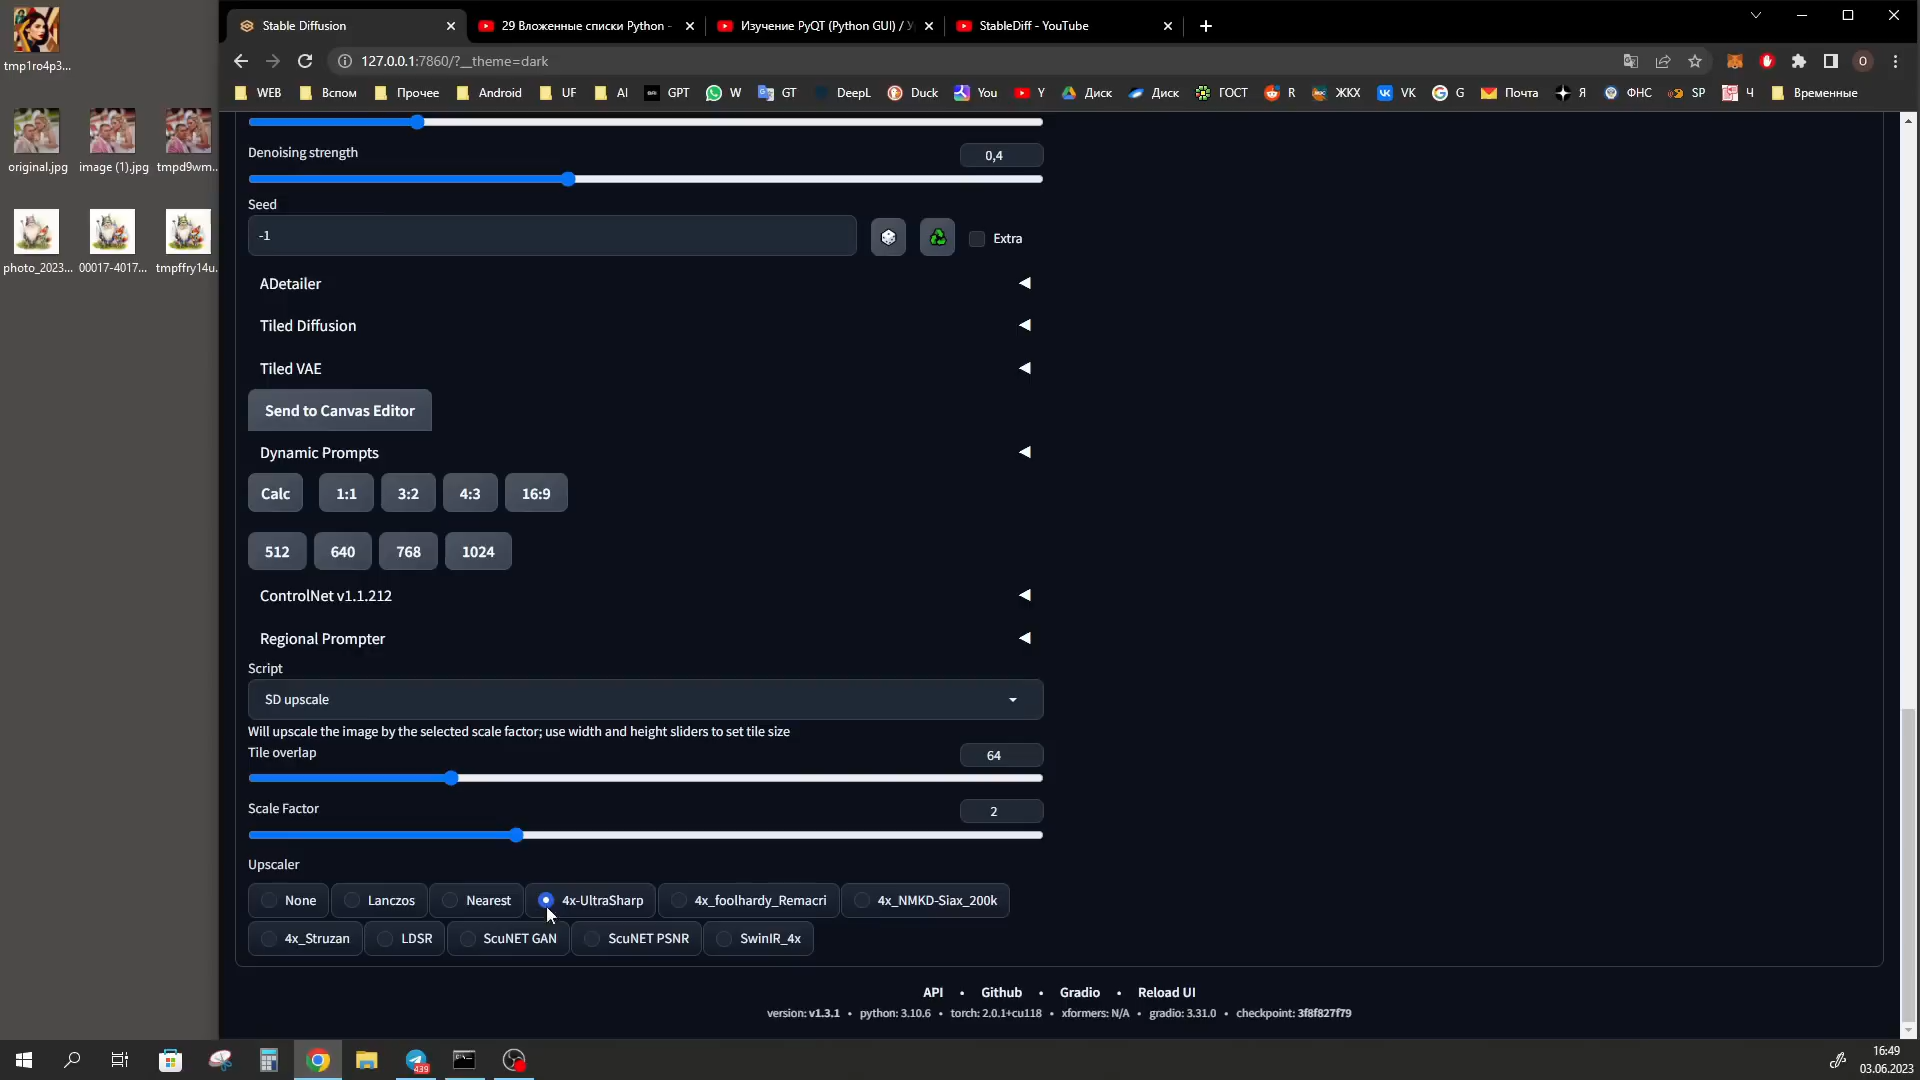 Stable Diffusion
29 Вложенные списки Python -
Изучение PyQT (Python GUI) / У
StableDiff - YouTube
127.0.0.1:7860/?__theme=dark
WEB Вспом Прочее Android UF AI GPT W GT DeepL Duck You Y Диск Диск ГОСТ R ЖКХ VK G Почта Я ФНС SP Ч Временные
tmp1ro4p3...
original.jpg image (1).jpg tmpd9wm...
photo_2023... 00017-4017... tmpffry14u...
Denoising strength 0,4
Seed
-1
Extra
ADetailer
Tiled Diffusion
Tiled VAE
Send to Canvas Editor
Dynamic Prompts
Calc 1:1 3:2 4:3 16:9
512 640 768 1024
ControlNet v1.1.212
Regional Prompter
Script
SD upscale
Will upscale the image by the selected scale factor; use width and height sliders to set tile size
Tile overlap 64
Scale Factor 2
Upscaler
None Lanczos Nearest 4x-UltraSharp 4x_foolhardy_Remacri 4x_NMKD-Siax_200k
4x_Struzan LDSR ScuNET GAN ScuNET PSNR SwinIR_4x
API • Github • Gradio • Reload UI
version: v1.3.1 • python: 3.10.6 • torch: 2.0.1+cu118 • xformers: N/A • gradio: 3.31.0 • checkpoint: 3f8f827f79
439
16:49
03.06.2023